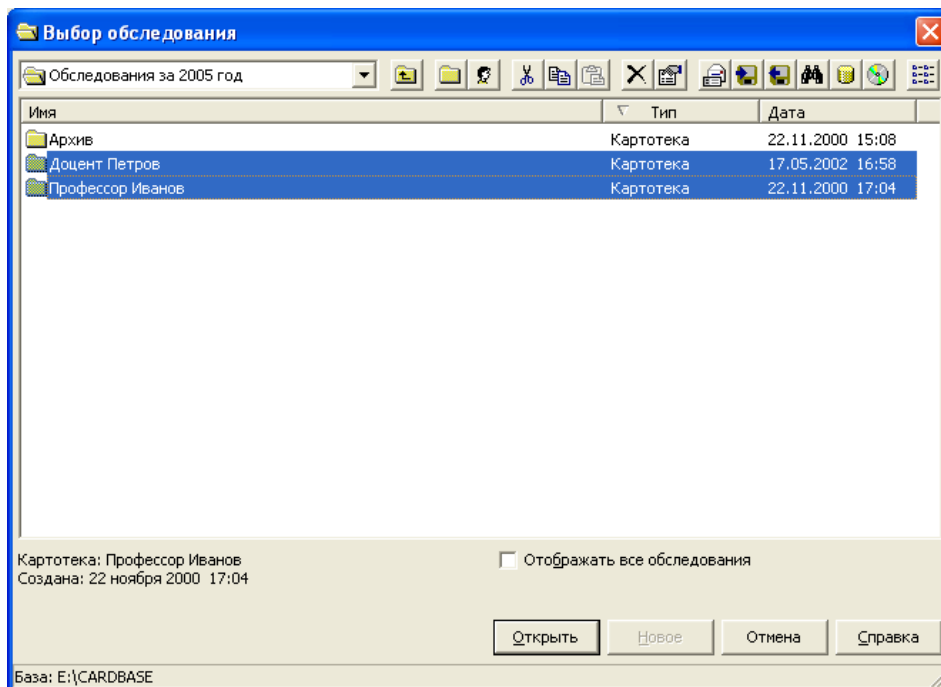 Выбор обследования
Обследования за 2005 год
Имя Тип Дата
Архив Картотека 22.11.2000 15:08
Доцент Петров Картотека 17.05.2002 16:58
Профессор Иванов Картотека 22.11.2000 17:04
Картотека: Профессор Иванов Отображать все обследования
Создана: 22 ноября 2000 17:04
Открыть Новое Отмена Справка
База: E:\CARDBASE